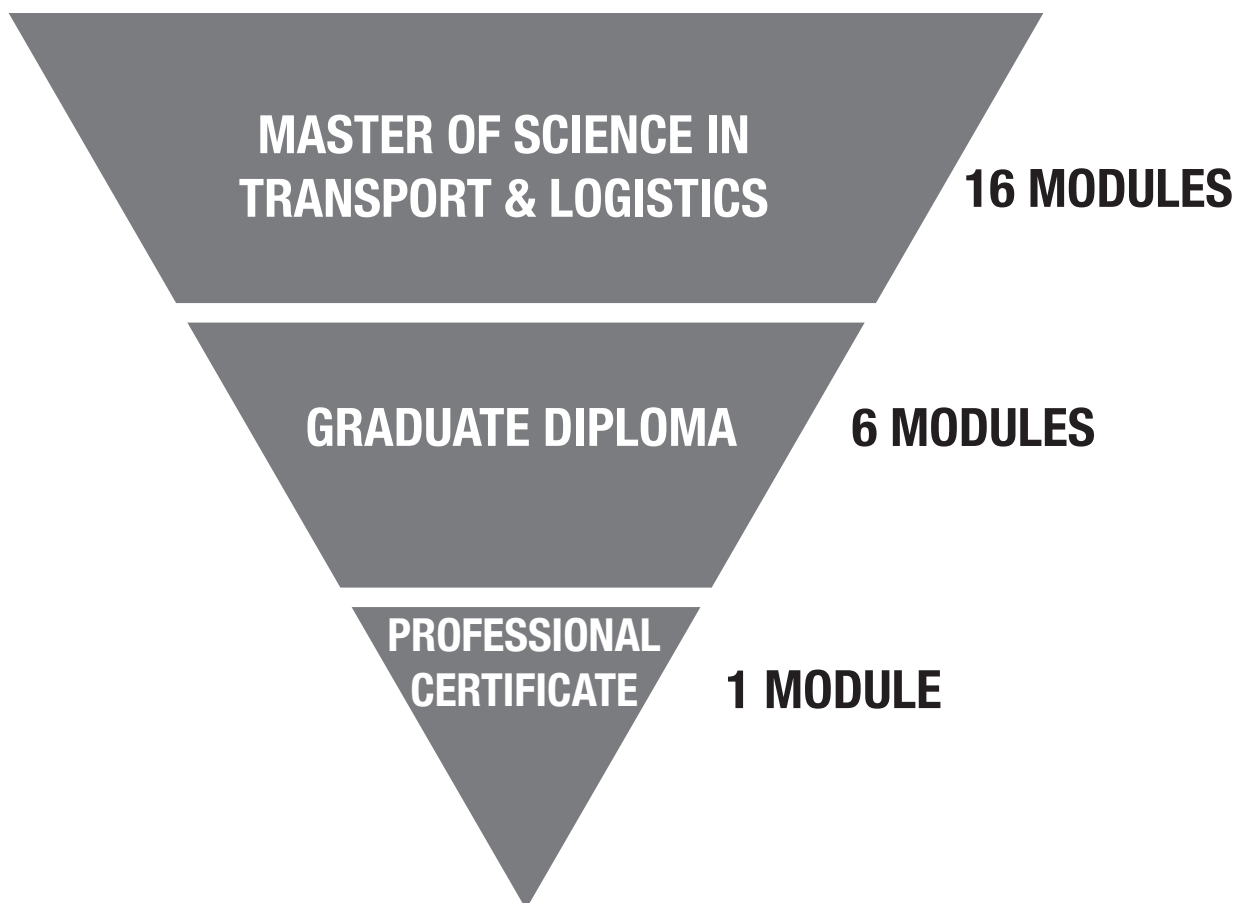 MASTER OF SCIENCE IN
TRANSPORT & LOGISTICS
16 MODULES
GRADUATE DIPLOMA
6 MODULES
PROFESSIONAL
CERTIFICATE
1 MODULE